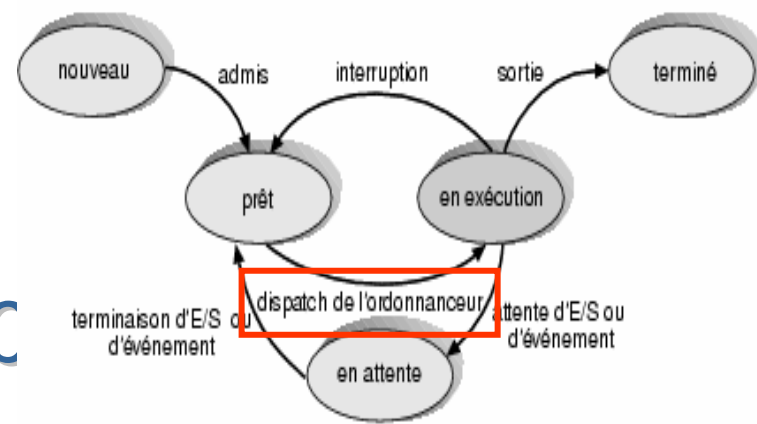 nouveau
admis
interruption
sortie
terminé
prêt
en exécution
dispatch de l'ordonnanceur
terminaison d'E/S ou
d'événement
attente d'E/S ou
d'événement
en attente